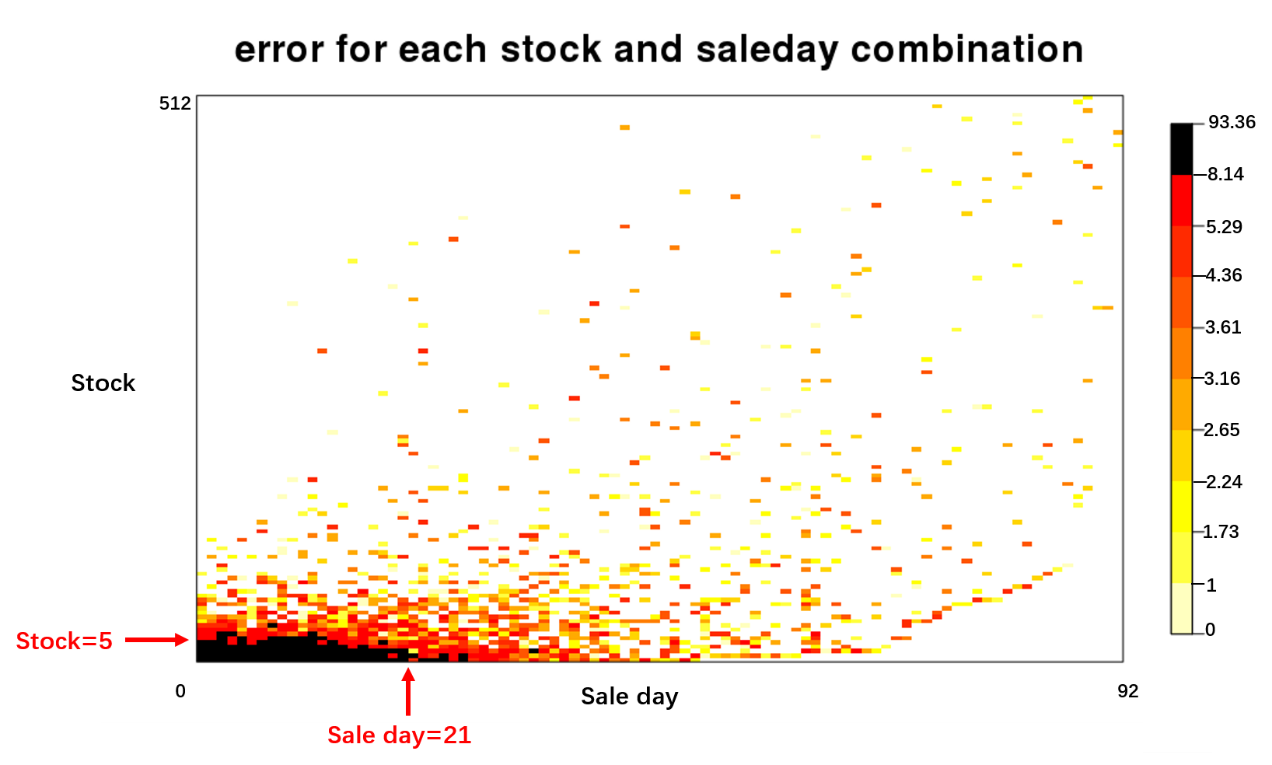 error for each stock and saleday combination
512
93.36
8.14
5.29
4.36
3.61
3.16
2.65
2.24
1.73
1
0
Stock
Stock=5
0
Sale day
92
Sale day=21